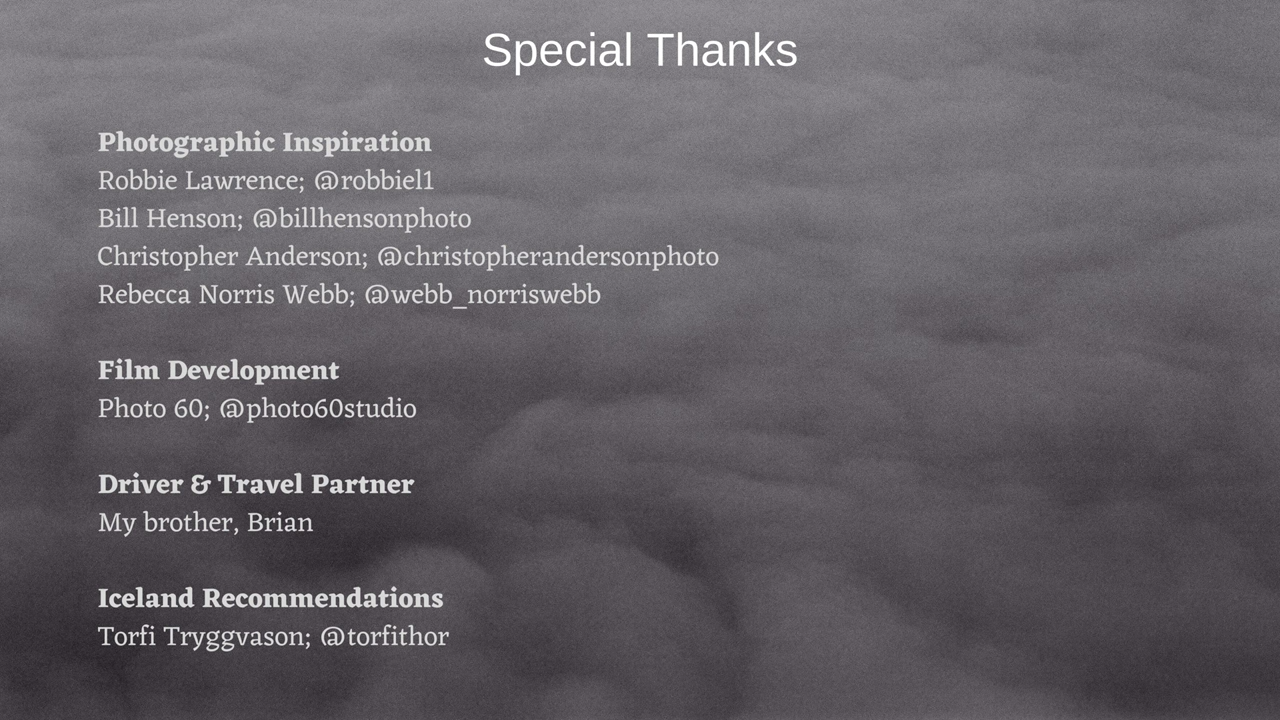 Special Thanks
Photographic Inspiration
Robbie Lawrence; @robbiel1
Bill Henson; @billhensonphoto
Christopher Anderson; @christopherandersonphoto
Rebecca Norris Webb; @webb_norriswebb
Film Development
Photo 60; @photo60studio
Driver & Travel Partner
My brother, Brian
Iceland Recommendations
Torfi Tryggvason; @torfithor